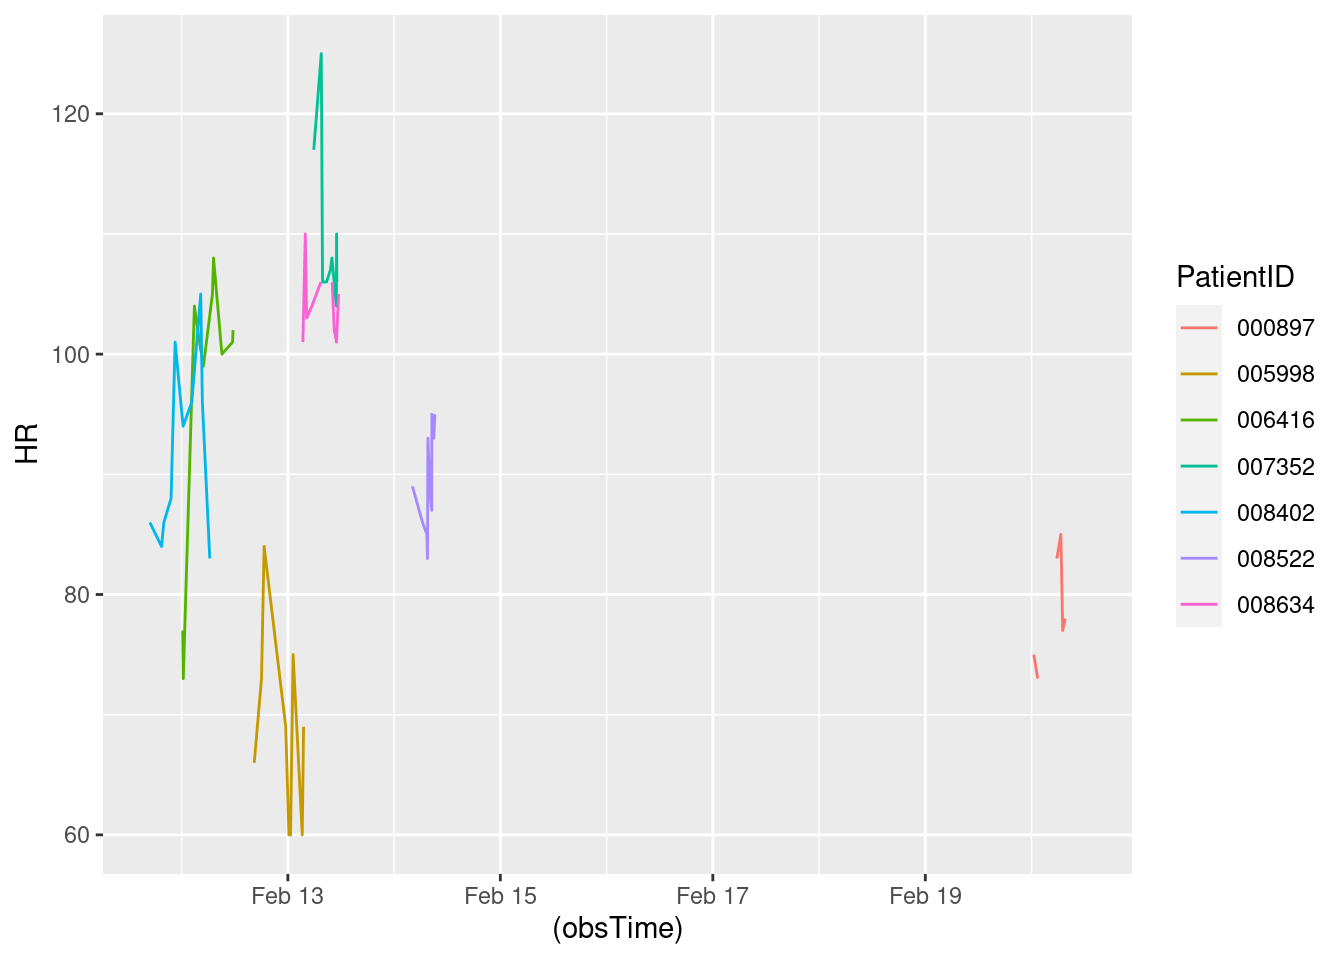 HR
120
100
80
60
Feb 13
Feb 15
Feb 17
Feb 19
(obsTime)
PatientID
000897
005998
006416
007352
008402
008522
008634